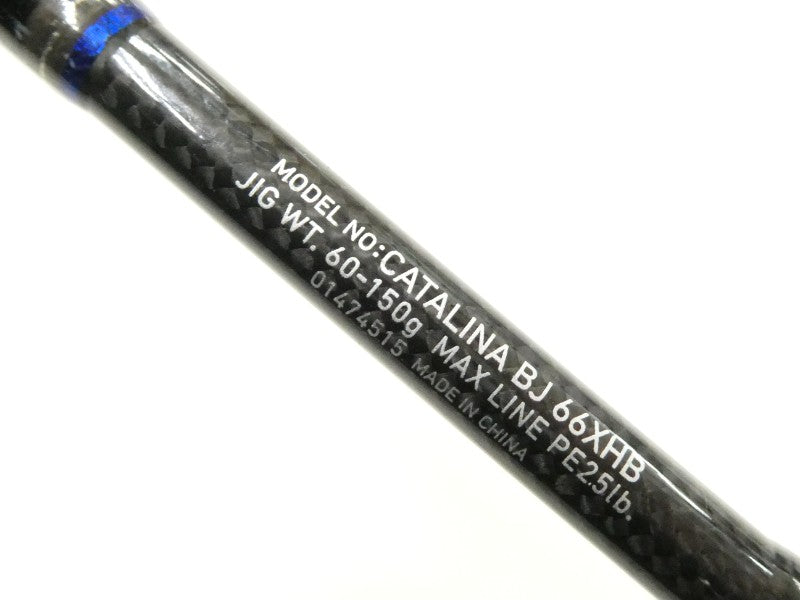 MODEL NO:CATALINA BJ 66XHB
JIG WT. 60-150g MAX LINE PE2.5lb.
01474515 MADE IN CHINA